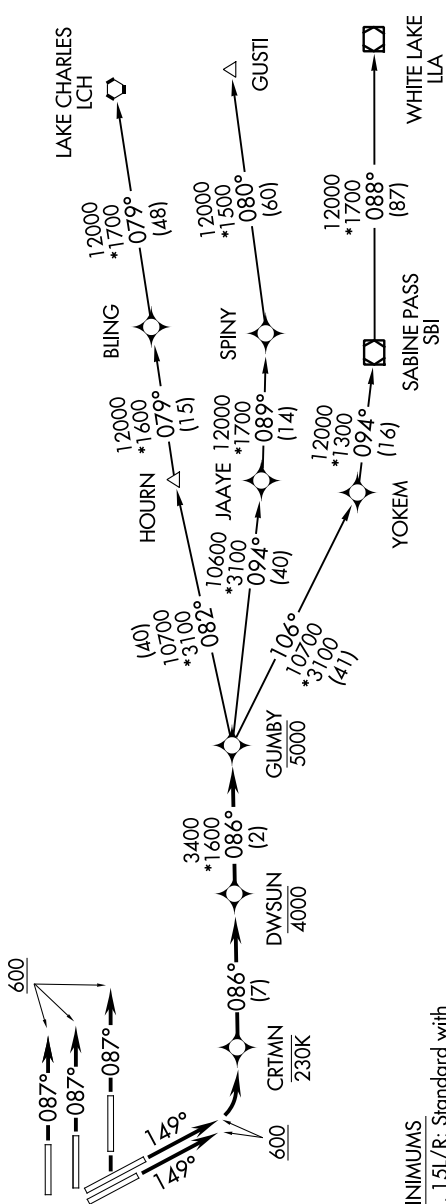 600
087°
087°
087°
149°
149°
600
CRTMN
230K
086°
(7)
DWSUN
4000
3400
*1600
086°
(2)
GUMBY
5000
(40)
10700
*3100
082°
HOURN
12000
*1600
079°
(15)
BLING
12000
*1700
079°
(48)
LAKE CHARLES
LCH
10600
*3100
094°
(40)
JAAYE
12000
*1700
089°
(14)
SPINY
12000
*1500
080°
(60)
GUSTI
106°
10700
*3100
(41)
YOKEM
12000
*1300
094°
(16)
SABINE PASS
SBI
12000
*1700
088°
(87)
WHITE LAKE
LLA
INIMUMS
15L/R: Standard with